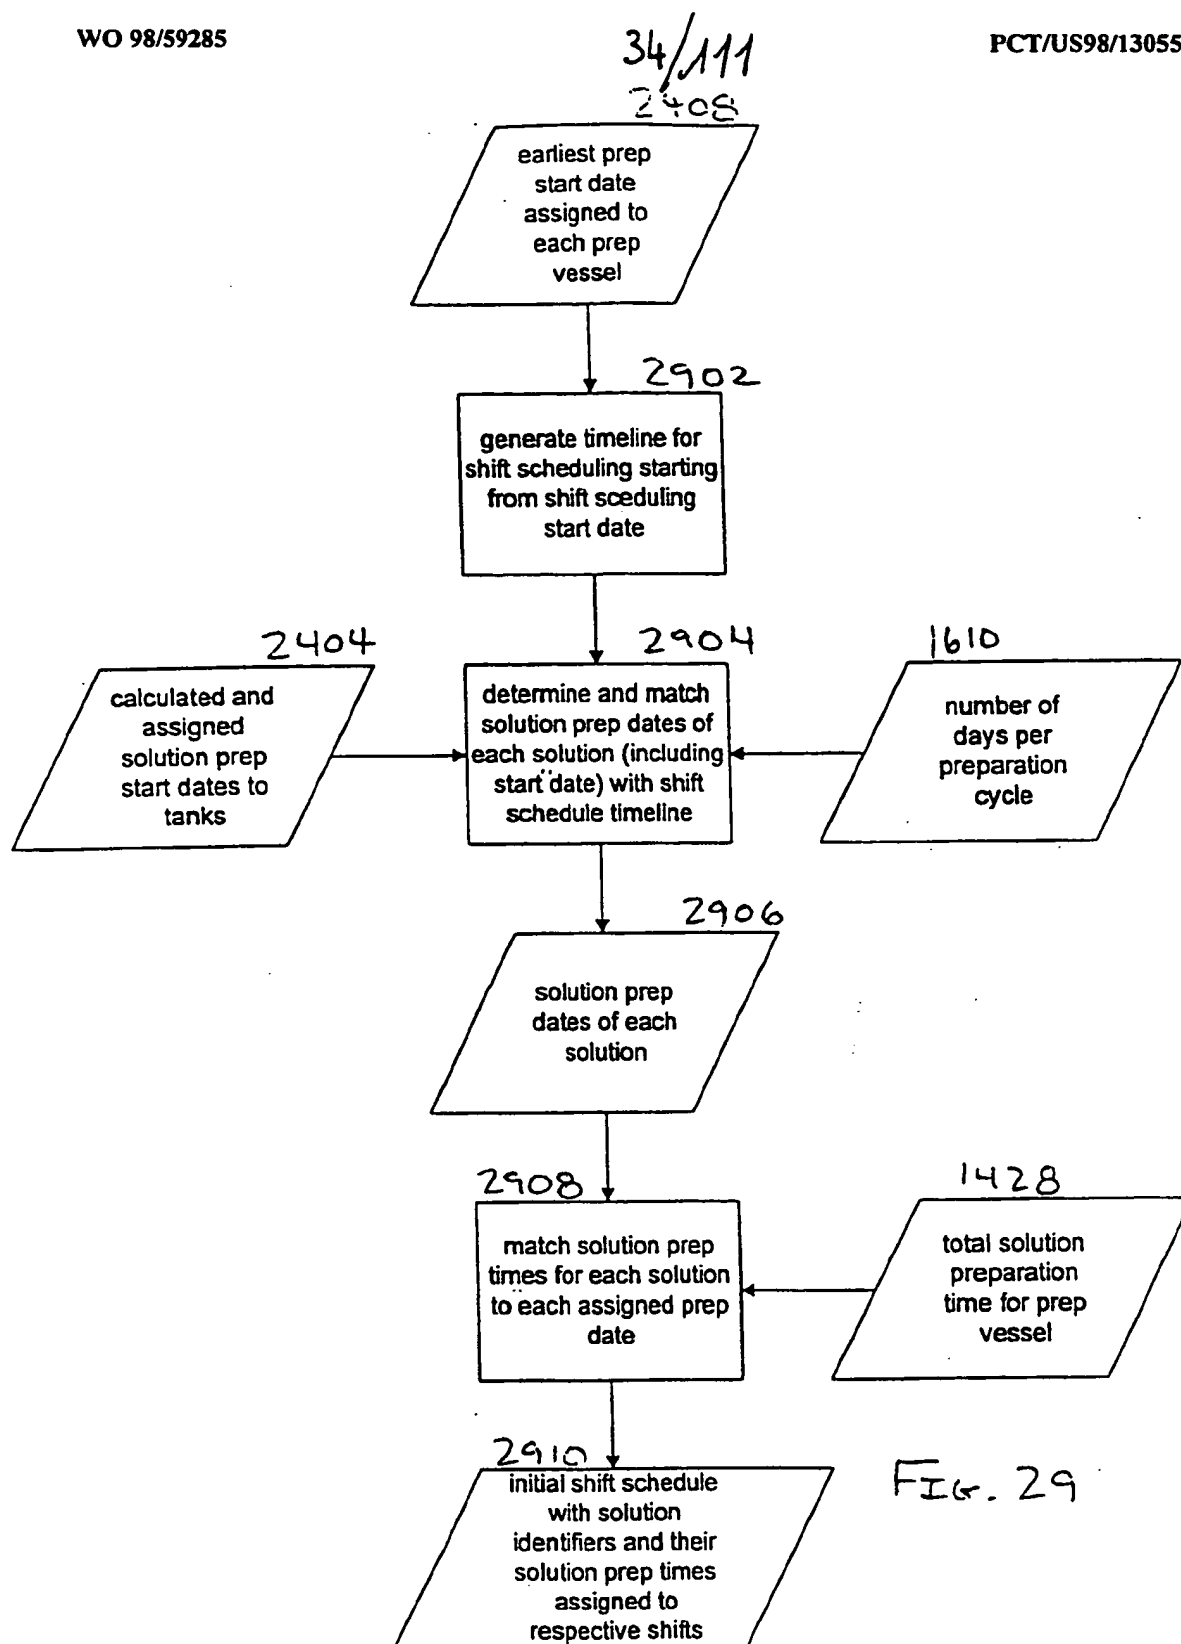 WO 98/59285
34/111
PCT/US98/13055
2408
earliest prep
start date
assigned to
each prep
vessel
2902
generate timeline for
shift scheduling starting
from shift sceduling
start date
2404
calculated and
assigned
solution prep
start dates to
tanks
2904
determine and match
solution prep dates of
each solution (including
start date) with shift
schedule timeline
1610
number of
days per
preparation
cycle
2906
solution prep
dates of each
solution
2908
match solution prep
times for each solution
to each assigned prep
date
1428
total solution
preparation
time for prep
vessel
2910
initial shift schedule
with solution
identifiers and their
solution prep times
assigned to
respective shifts
FIG. 29